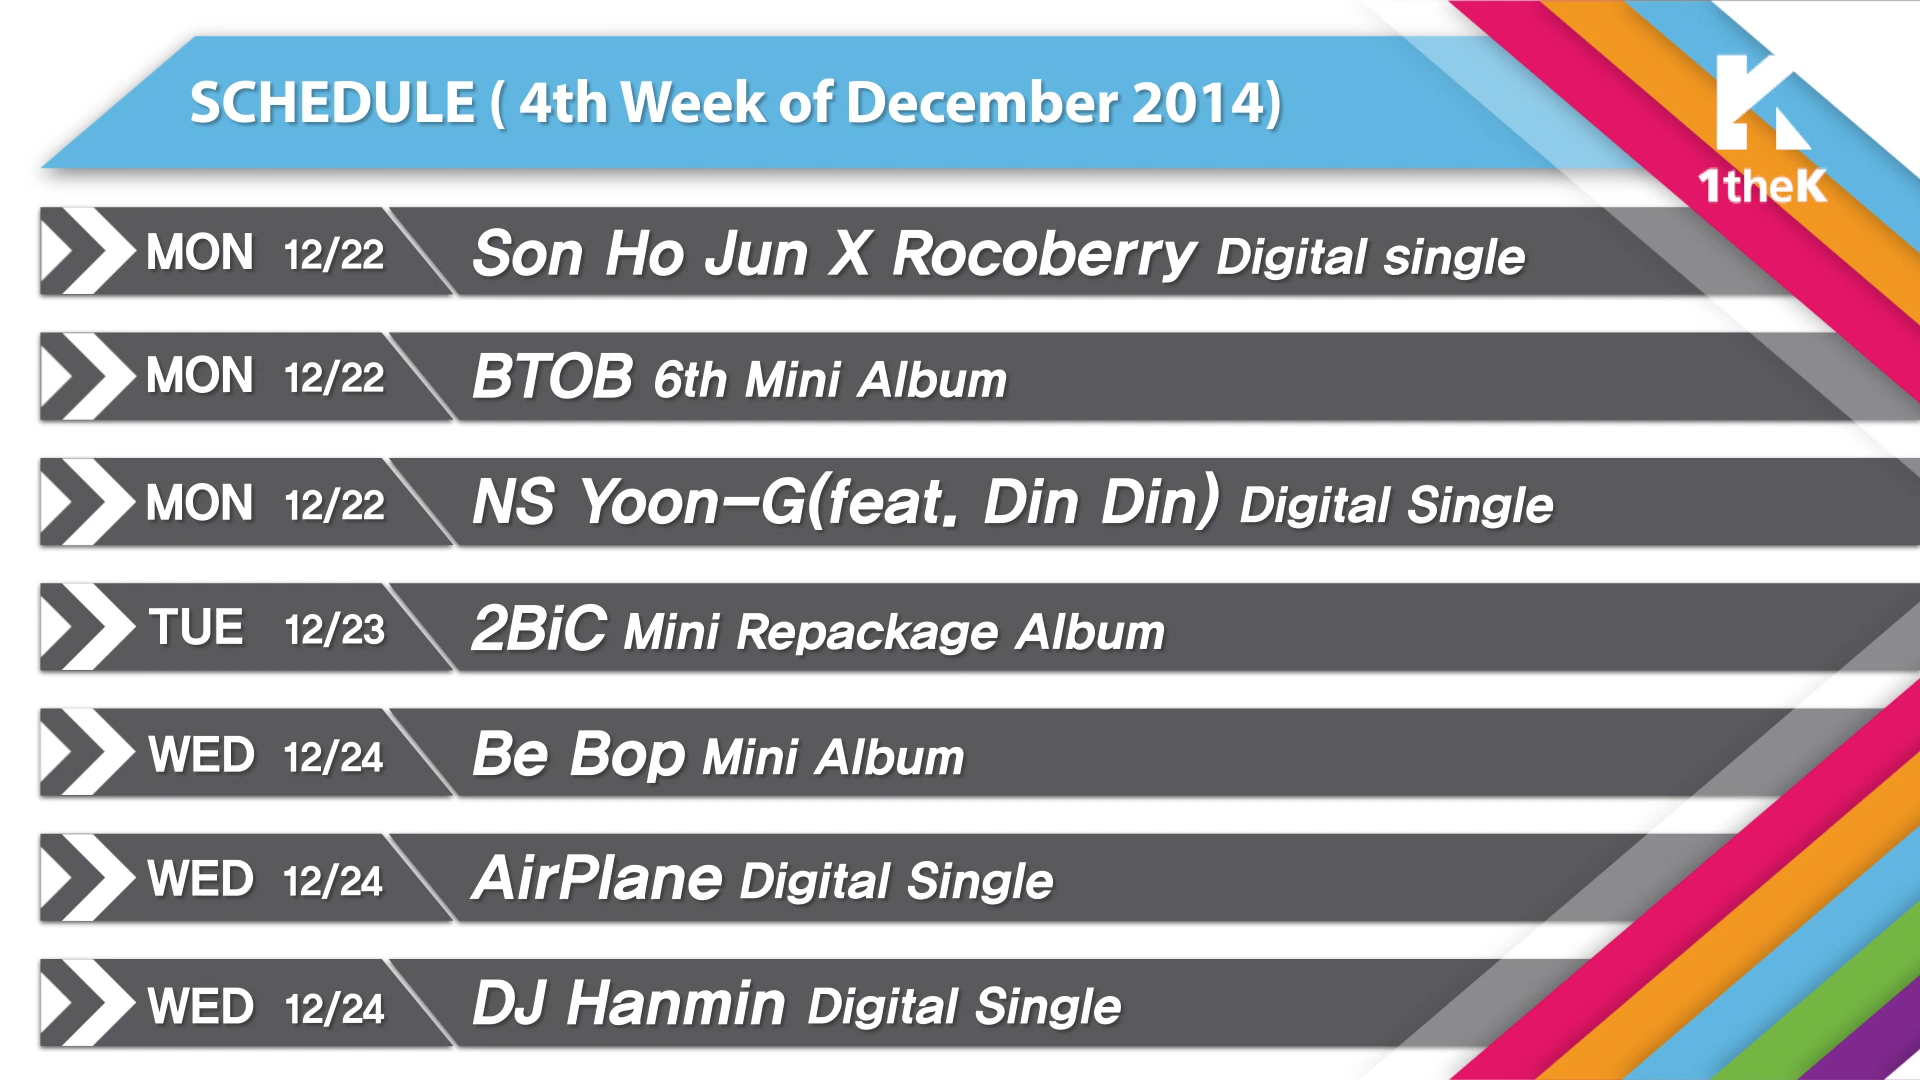 SCHEDULE ( 4th Week of December 2014)
1theK
MON 12/22 Son Ho Jun X Rocoberry Digital single
MON 12/22 BTOB 6th Mini Album
MON 12/22 NS Yoon-G(feat. Din Din) Digital Single
TUE 12/23 2BiC Mini Repackage Album
WED 12/24 Be Bop Mini Album
WED 12/24 AirPlane Digital Single
WED 12/24 DJ Hanmin Digital Single